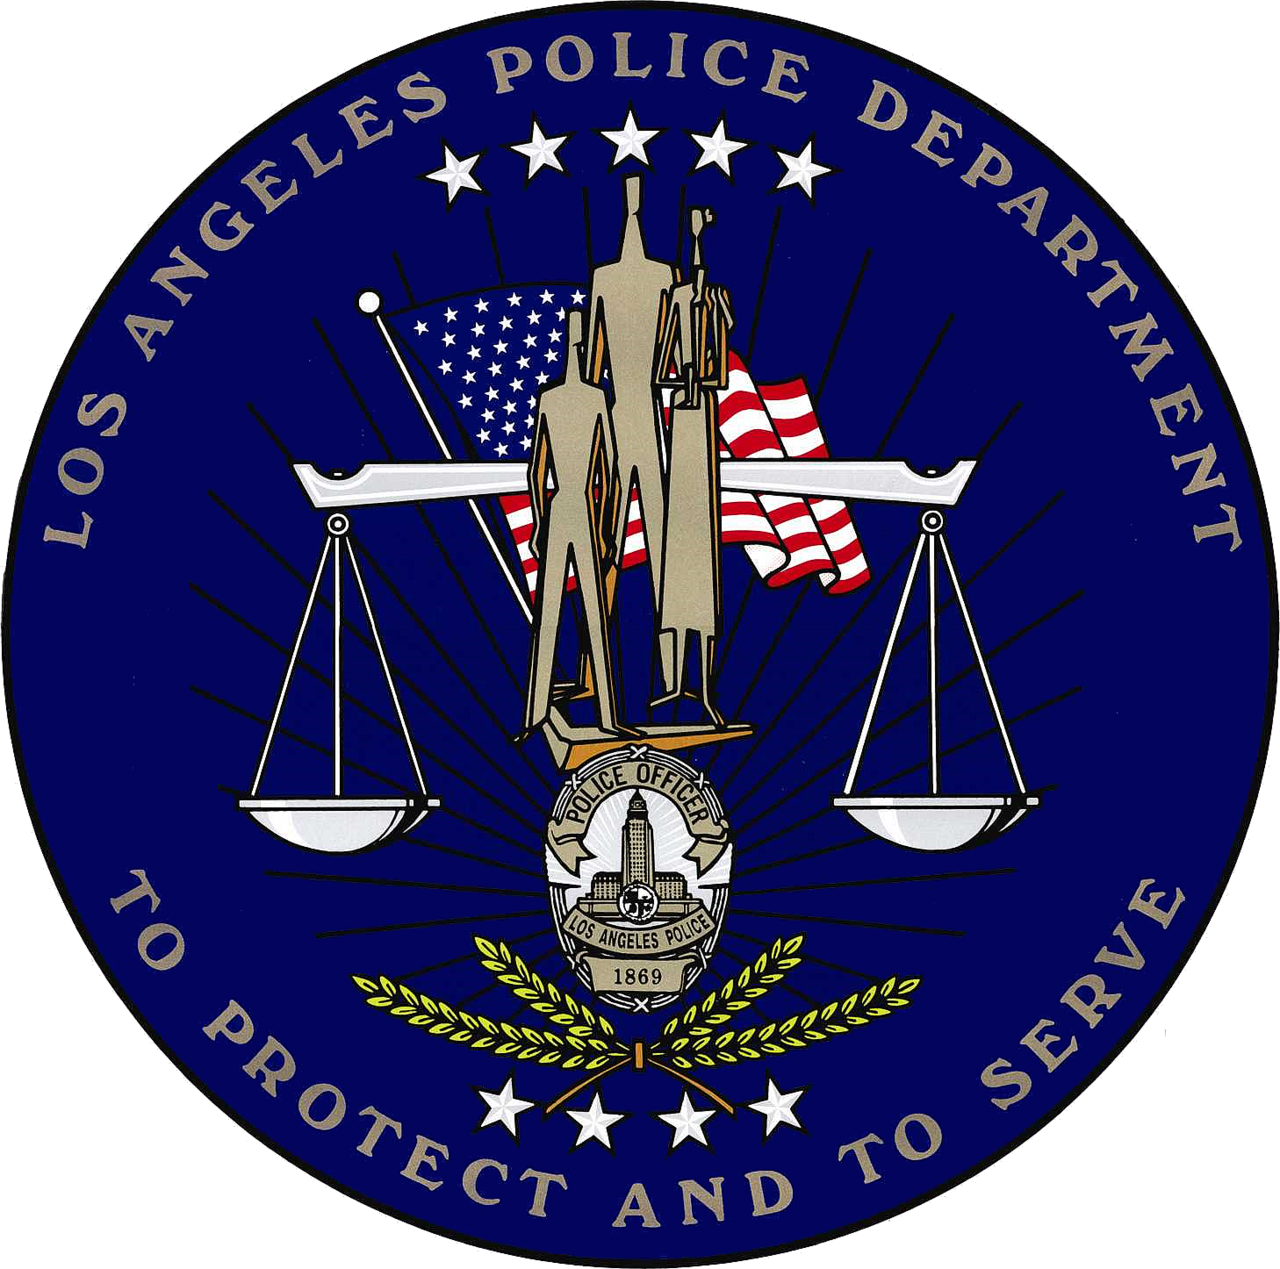 LOS ANGELES POLICE DEPARTMENT
POLICE OFFICER
LOS ANGELES POLICE
1869
TO PROTECT AND TO SERVE